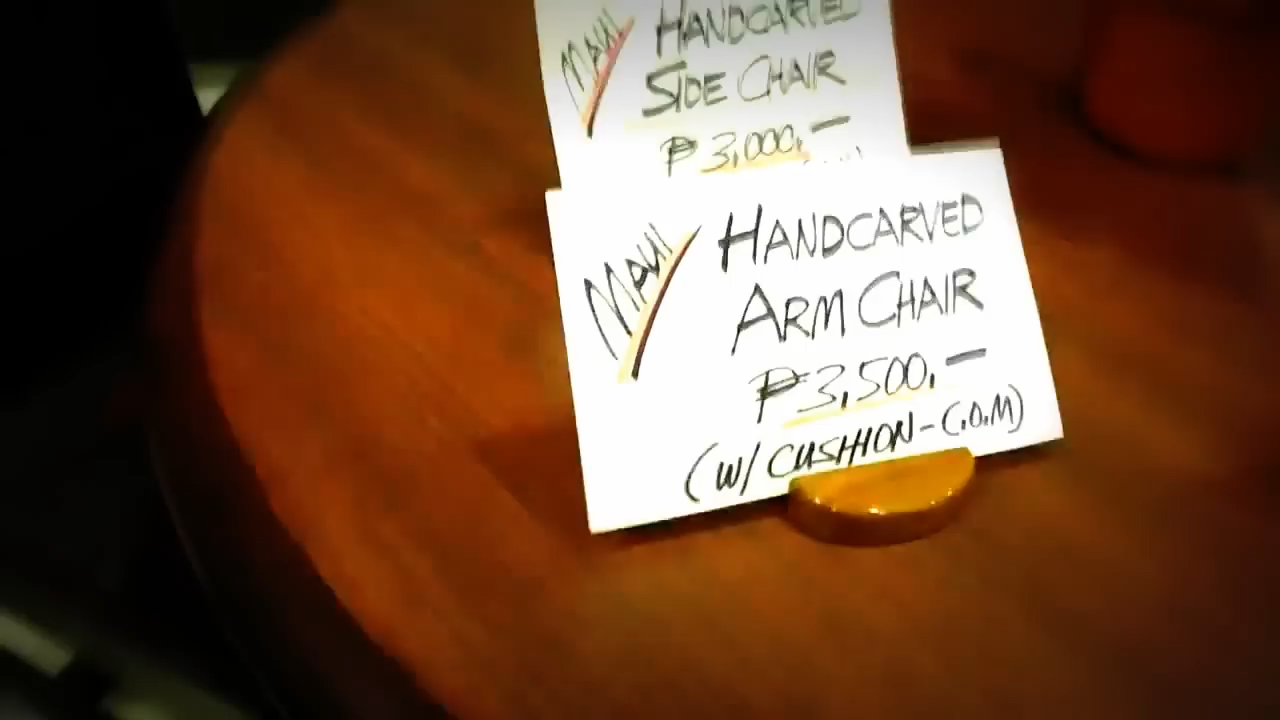 MAUI
HANDCARVED
SIDE CHAIR
₱ 3,000.—
MAUI
HANDCARVED
ARM CHAIR
₱3,500.—
(W/ CUSHION - C.O.M)